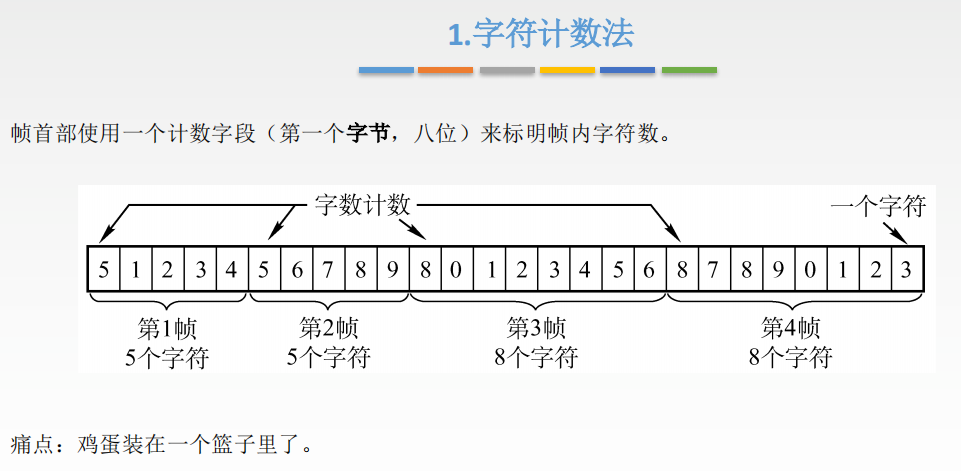 1.字符计数法
帧首部使用一个计数字段（第一个字节，八位）来标明帧内字符数。
字数计数
一个字符
5 1 2 3 4 5 6 7 8 9 8 0 1 2 3 4 5 6 8 7 8 9 0 1 2 3
第1帧 第2帧 第3帧 第4帧
5个字符 5个字符 8个字符 8个字符
痛点：鸡蛋装在一个篮子里了。